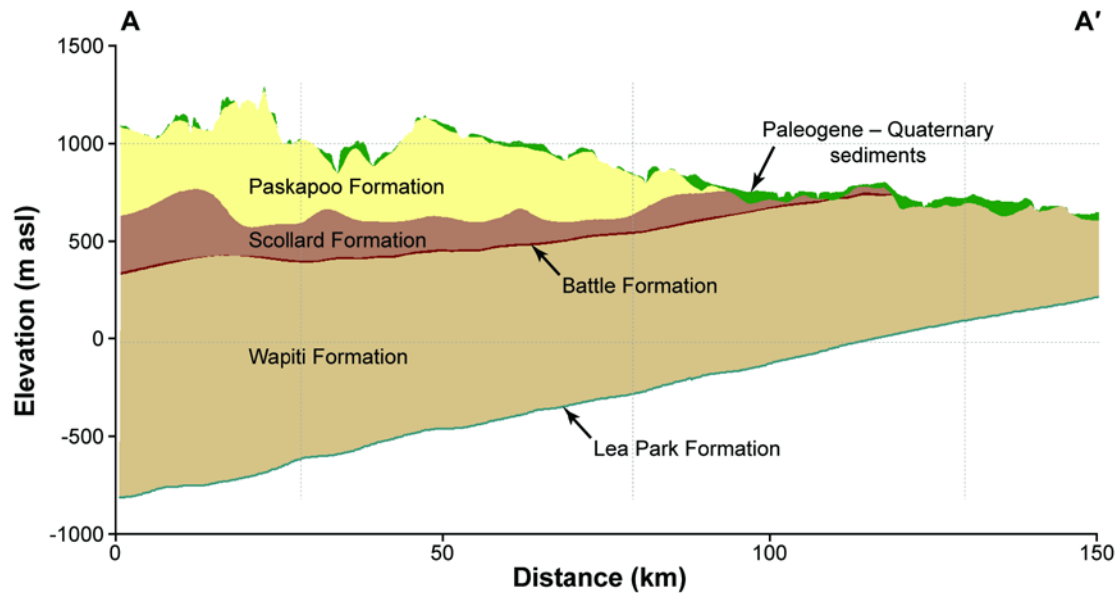 A
A′
1500
1000
500
0
-500
-1000
Elevation (m asl)
Paleogene – Quaternary
sediments
Paskapoo Formation
Scollard Formation
Battle Formation
Wapiti Formation
Lea Park Formation
0
50
100
150
Distance (km)